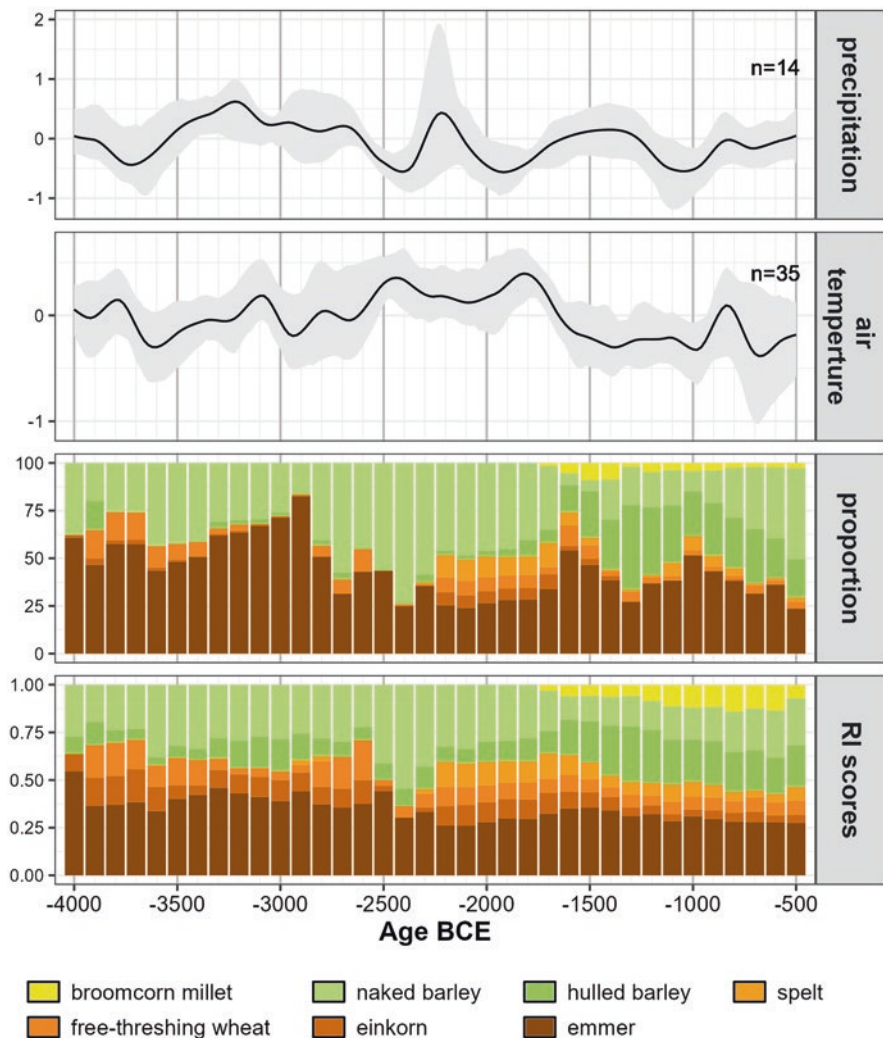 2
1
0
-1
n=14
precipitation
0
-1
n=35
air
temperture
100
75
50
25
0
proportion
1.00
0.75
0.50
0.25
0.00
RI scores
-4000 -3500 -3000 -2500 -2000 -1500 -1000 -500
Age BCE
broomcorn millet naked barley hulled barley spelt
free-threshing wheat einkorn emmer